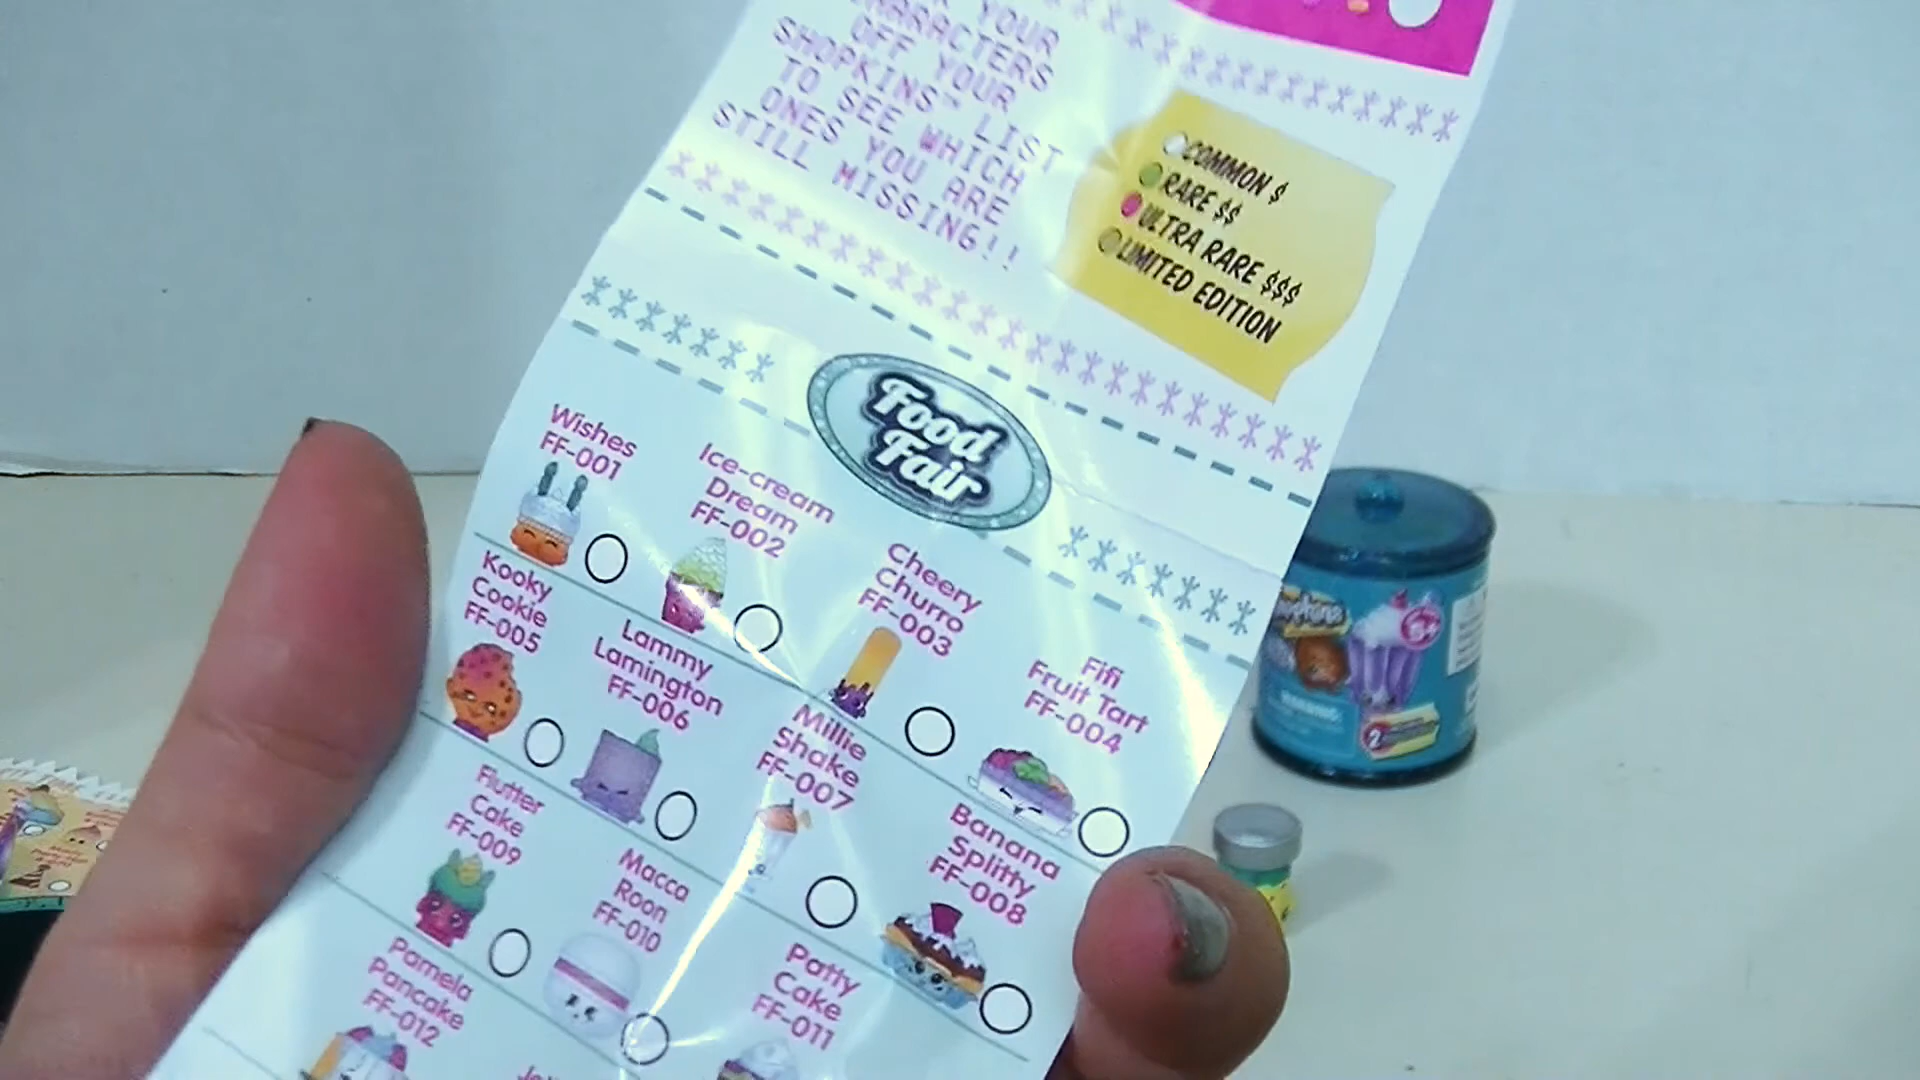 YOUR
CHARACTERS
OFF YOUR
SHOPKINS™ LIST
TO SEE WHICH
ONES YOU ARE
STILL MISSING!!
COMMON $
RARE $$
ULTRA RARE $$$
LIMITED EDITION
Food
Fair
Wishes
FF-001
Ice-cream
Dream
FF-002
Cheery
Churro
FF-003
Fifi
Fruit Tart
FF-004
Kooky
Cookie
FF-005
Lammy
Lamington
FF-006
Millie
Shake
FF-007
Banana
Splitty
FF-008
Flutter
Cake
FF-009
Macca
Roon
FF-010
Patty
Cake
FF-011
Pamela
Pancake
FF-012
5+
2